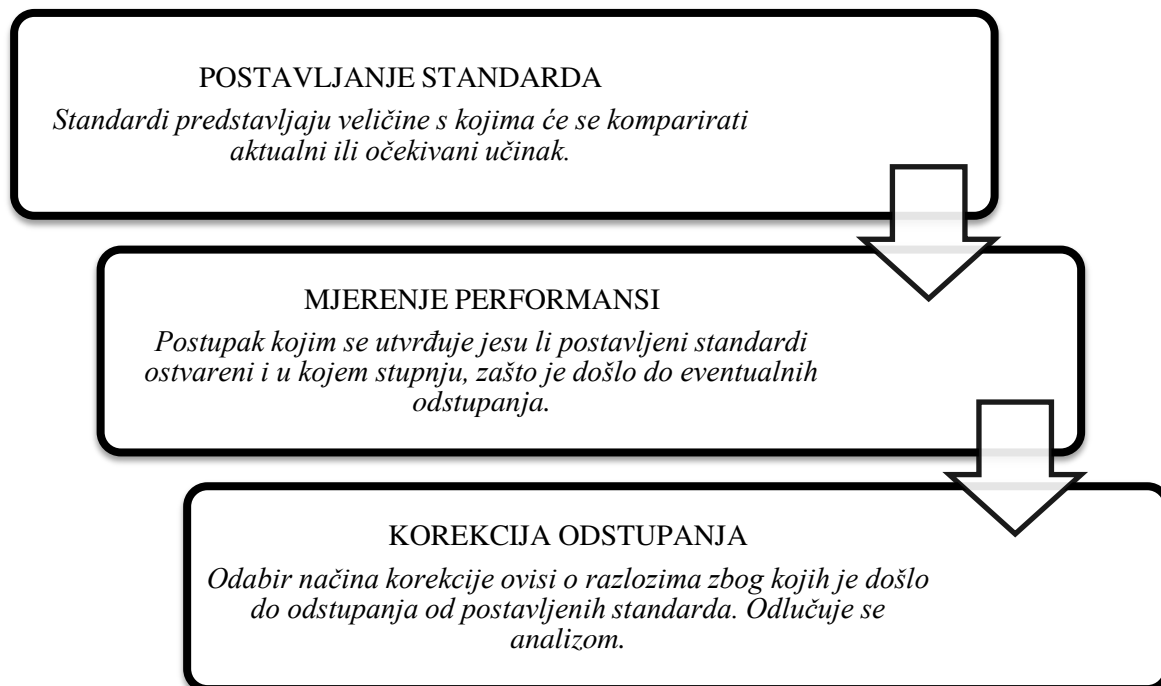 POSTAVLJANJE STANDARDA
Standardi predstavljaju veličine s kojima će se komparirati
aktualni ili očekivani učinak.
MJERENJE PERFORMANSI
Postupak kojim se utvrđuje jesu li postavljeni standardi
ostvareni i u kojem stupnju, zašto je došlo do eventualnih
odstupanja.
KOREKCIJA ODSTUPANJA
Odabir načina korekcije ovisi o razlozima zbog kojih je došlo
do odstupanja od postavljenih standarda. Odlučuje se
analizom.